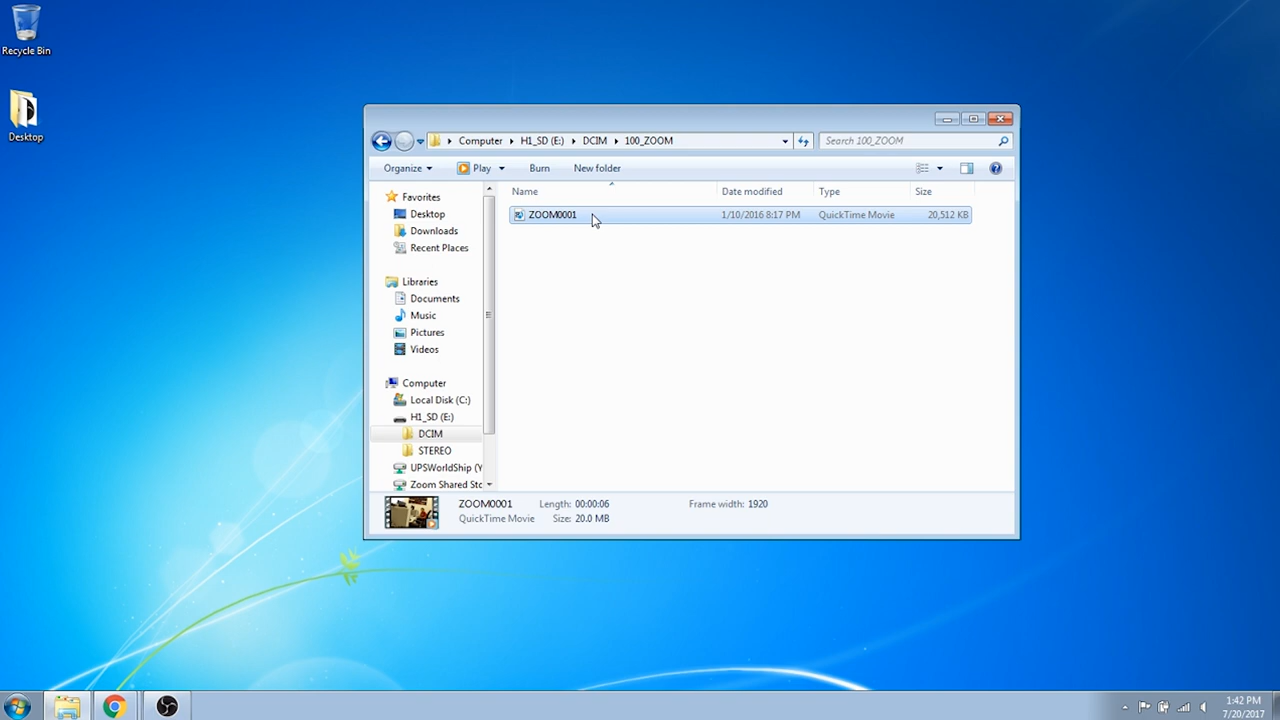 Recycle Bin
Desktop
Computer H1_SD (E:) DCIM 100_ZOOM Search 100_ZOOM
Organize Play Burn New folder
Name Date modified Type Size
ZOOM0001 1/10/2016 8:17 PM QuickTime Movie 20,512 KB
Favorites
Desktop
Downloads
Recent Places
Libraries
Documents
Music
Pictures
Videos
Computer
Local Disk (C:)
H1_SD (E:)
DCIM
STEREO
UPSWorldShip (Y
Zoom Shared Sto
ZOOM0001 Length: 00:00:06 Frame width: 1920
QuickTime Movie Size: 20.0 MB
1:42 PM
7/20/2017